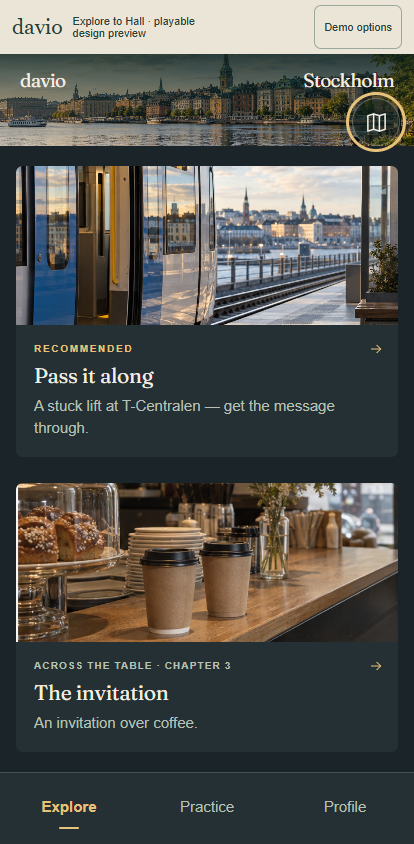 davio
Explore to Hall · playable
design preview
Demo options
davio
Stockholm
RECOMMENDED
Pass it along
A stuck lift at T-Centralen — get the message
through.
ACROSS THE TABLE · CHAPTER 3
The invitation
An invitation over coffee.
Explore
Practice
Profile